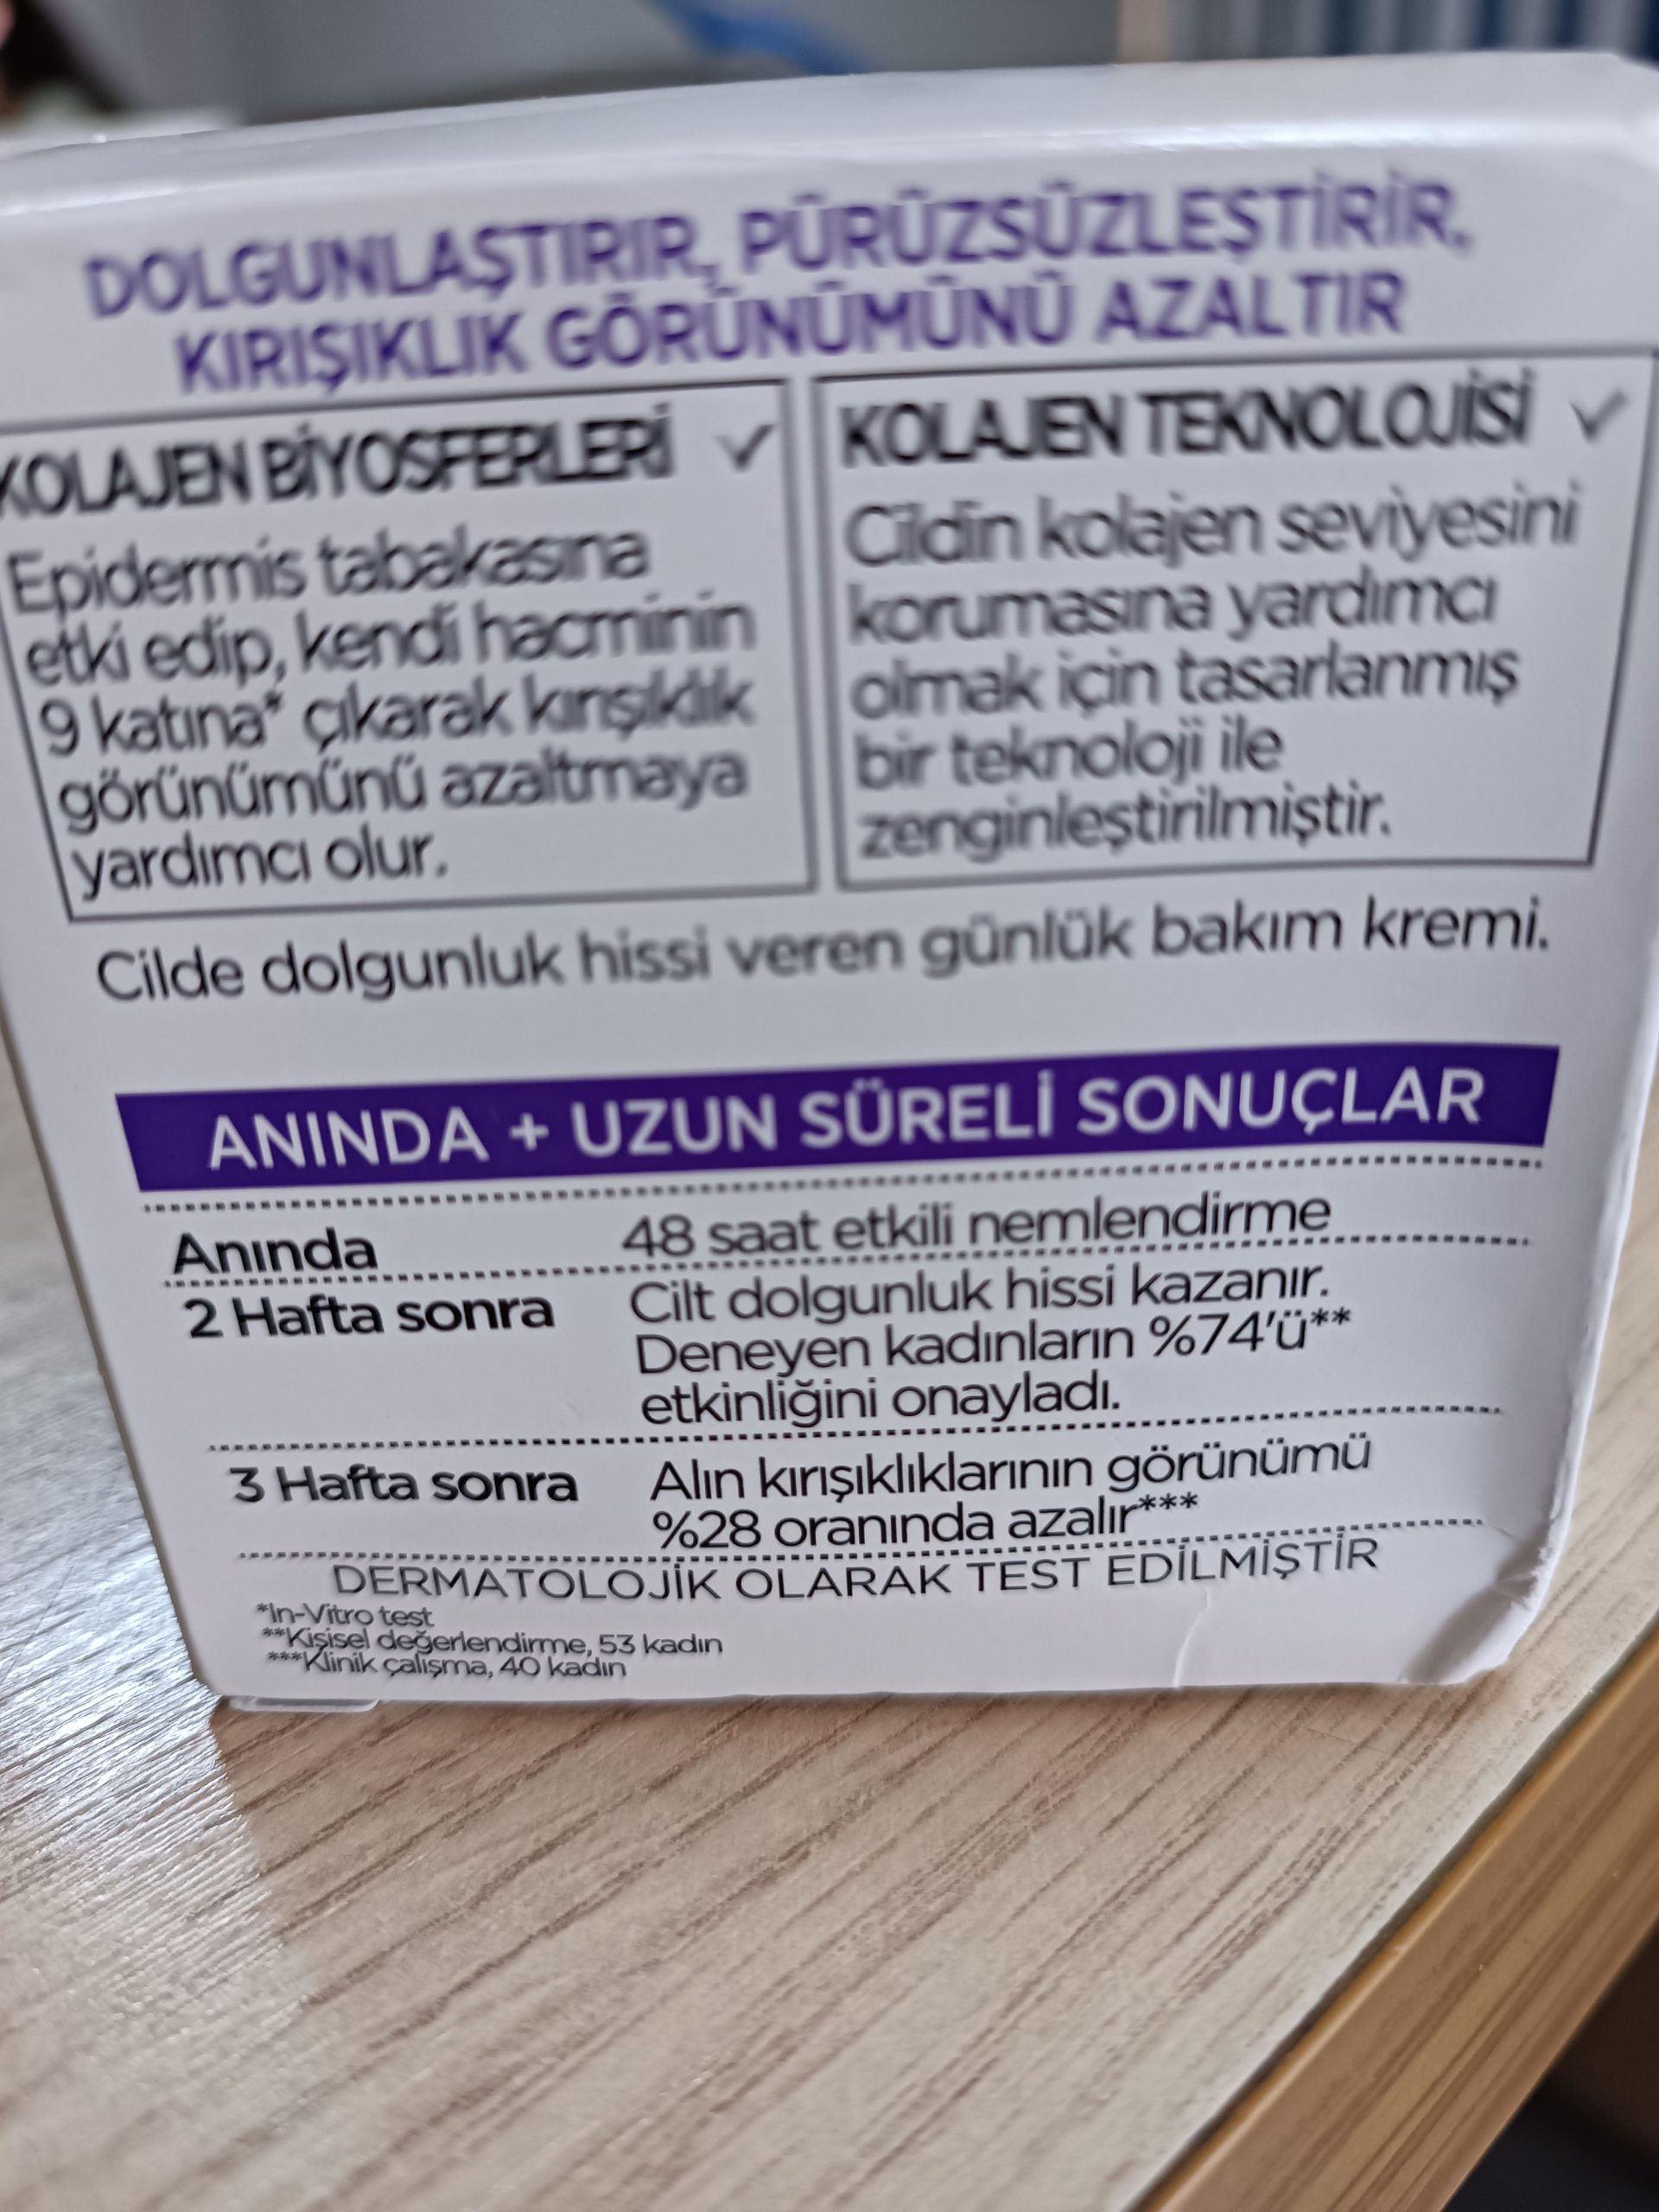 DOLGUNLAŞTIRIR, PÜRÜZSÜZLEŞTİRİR,
KIRIŞIKLIK GÖRÜNÜMÜNÜ AZALTIR
KOLAJEN BİYOSFERLERİ ✓
Epidermis tabakasına
etki edip, kendi hacminin
9 katına* çıkarak kırışıklık
görünümünü azaltmaya
yardımcı olur.
KOLAJEN TEKNOLOJİSİ ✓
Cildin kolajen seviyesini
korumasına yardımcı
olmak için tasarlanmış
bir teknoloji ile
zenginleştirilmiştir.
Cilde dolgunluk hissi veren günlük bakım kremi.
ANINDA + UZUN SÜRELİ SONUÇLAR
Anında 48 saat etkili nemlendirme
2 Hafta sonra Cilt dolgunluk hissi kazanır.
Deneyen kadınların %74'ü**
etkinliğini onayladı.
3 Hafta sonra Alın kırışıklıklarının görünümü
%28 oranında azalır***
DERMATOLOJİK OLARAK TEST EDİLMİŞTİR
*In-Vitro test
**Kişisel değerlendirme, 53 kadın
***Klinik çalışma, 40 kadın